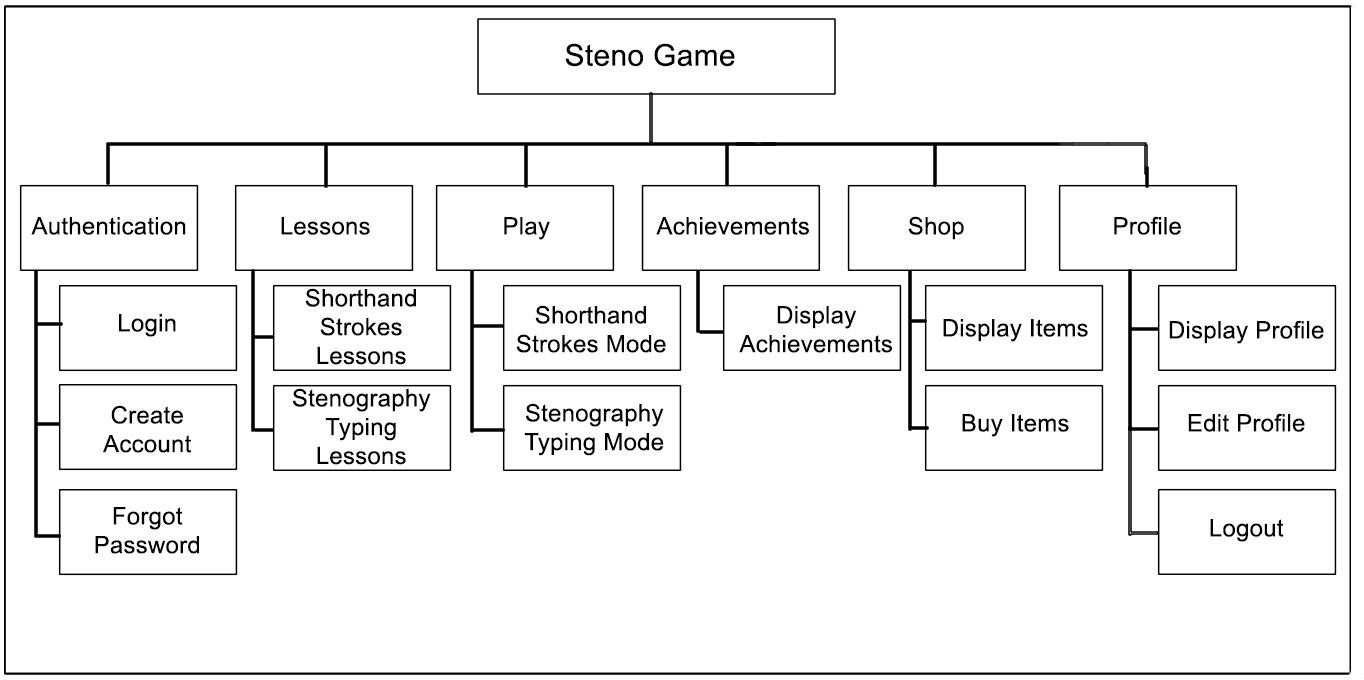 Steno Game
Authentication
Lessons
Play
Achievements
Shop
Profile
Login
Create
Account
Forgot
Password
Shorthand
Strokes
Lessons
Stenography
Typing
Lessons
Shorthand
Strokes Mode
Stenography
Typing Mode
Display
Achievements
Display Items
Buy Items
Display Profile
Edit Profile
Logout